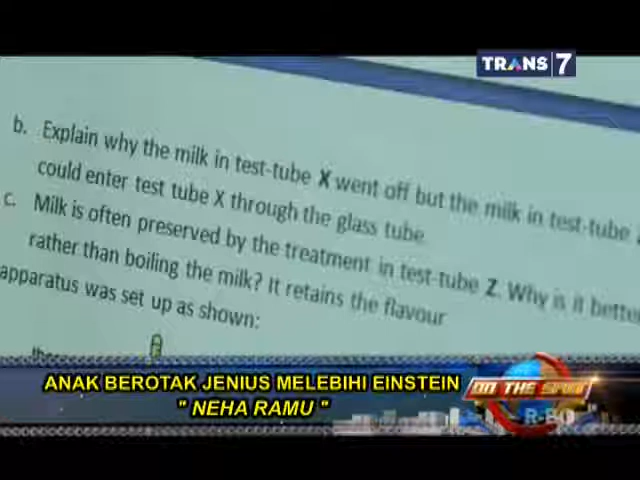 TRANS 7
b. Explain why the milk in test-tube X went off but the milk in test-tube
could enter test tube X through the glass tube.
c. Milk is often preserved by the treatment in test-tube Z. Why is it better
rather than boiling the milk? It retains the flavour
apparatus was set up as shown:
ANAK BEROTAK JENIUS MELEBIHI EINSTEIN
" NEHA RAMU "
ON THE SPOT
R-BO